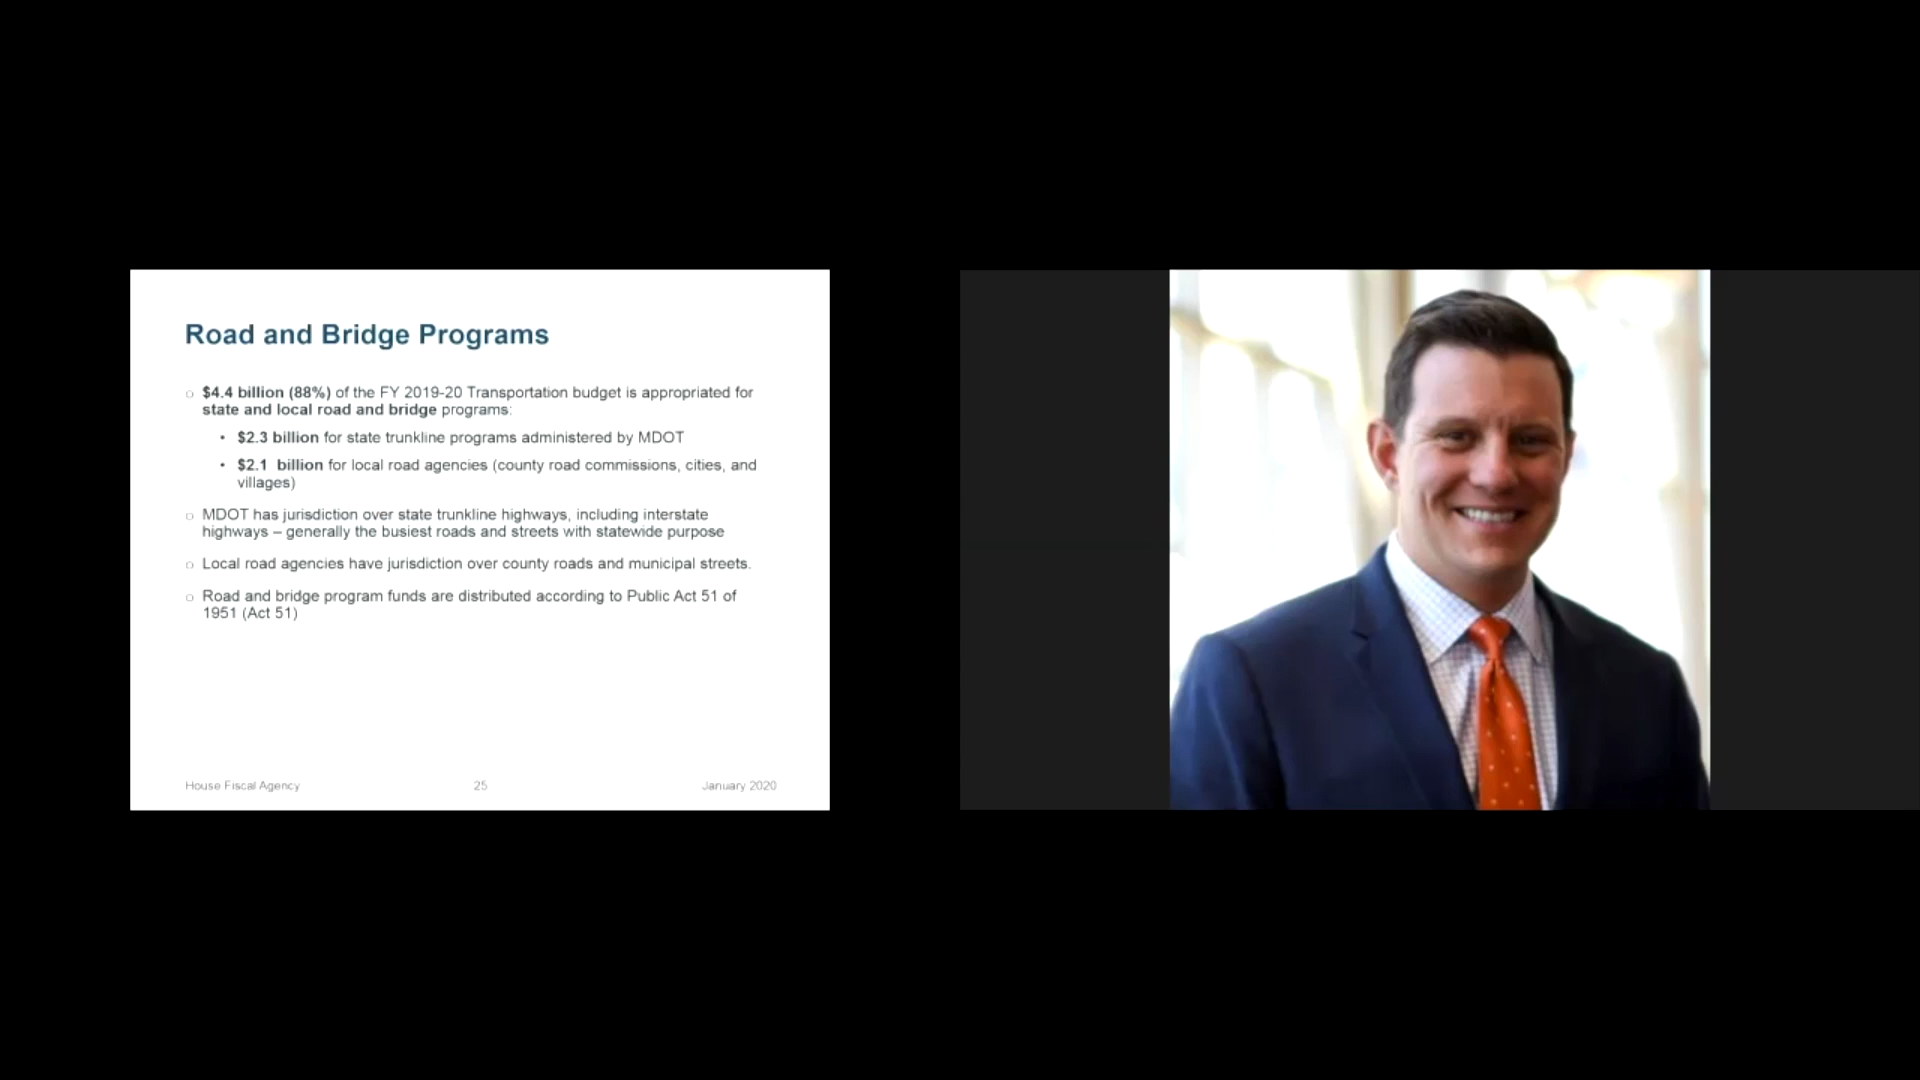 Road and Bridge Programs
○ $4.4 billion (88%) of the FY 2019-20 Transportation budget is appropriated for
state and local road and bridge programs:
• $2.3 billion for state trunkline programs administered by MDOT
• $2.1  billion for local road agencies (county road commissions, cities, and
villages)
○ MDOT has jurisdiction over state trunkline highways, including interstate
highways – generally the busiest roads and streets with statewide purpose
○ Local road agencies have jurisdiction over county roads and municipal streets.
○ Road and bridge program funds are distributed according to Public Act 51 of
1951 (Act 51)
House Fiscal Agency 25 January 2020